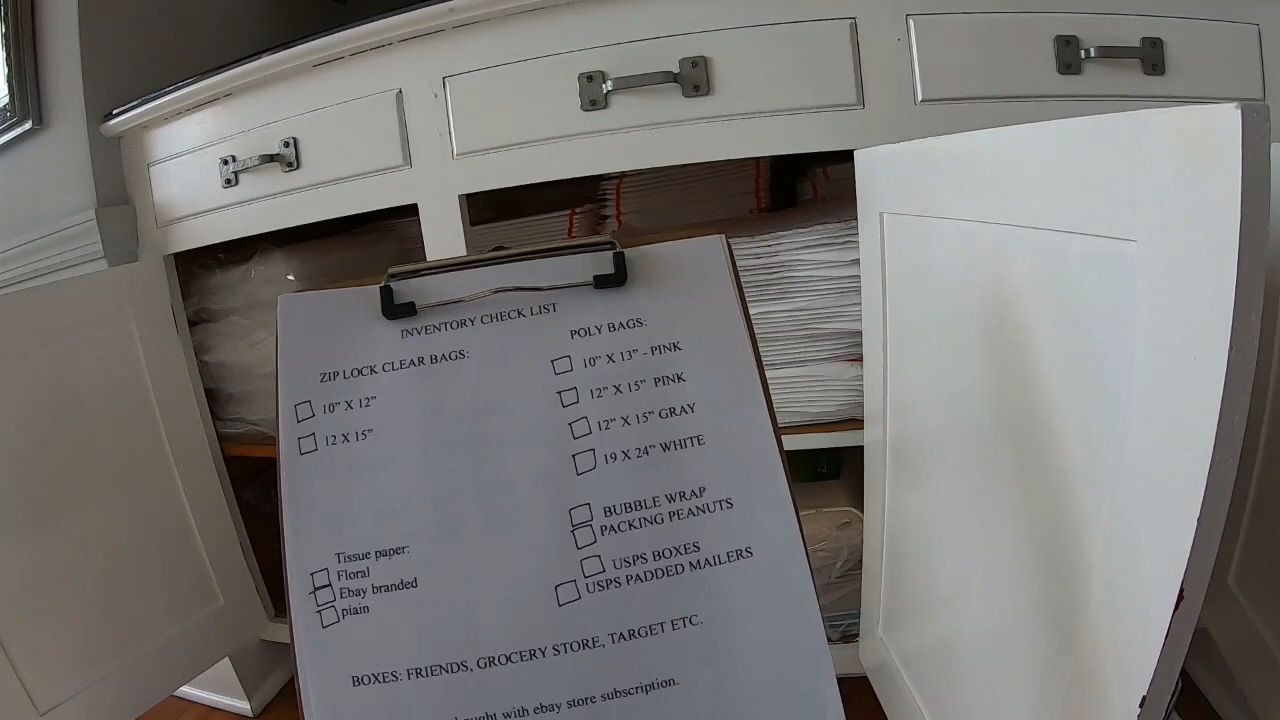 INVENTORY CHECK LIST
ZIP LOCK CLEAR BAGS:
10" X 12"
12 X 15"
POLY BAGS:
10" X 13" - PINK
12" X 15" PINK
12" X 15" GRAY
19 X 24" WHITE
BUBBLE WRAP
PACKING PEANUTS
USPS BOXES
USPS PADDED MAILERS
Tissue paper:
Floral
Ebay branded
plain
BOXES: FRIENDS, GROCERY STORE, TARGET ETC.
with ebay store subscription.